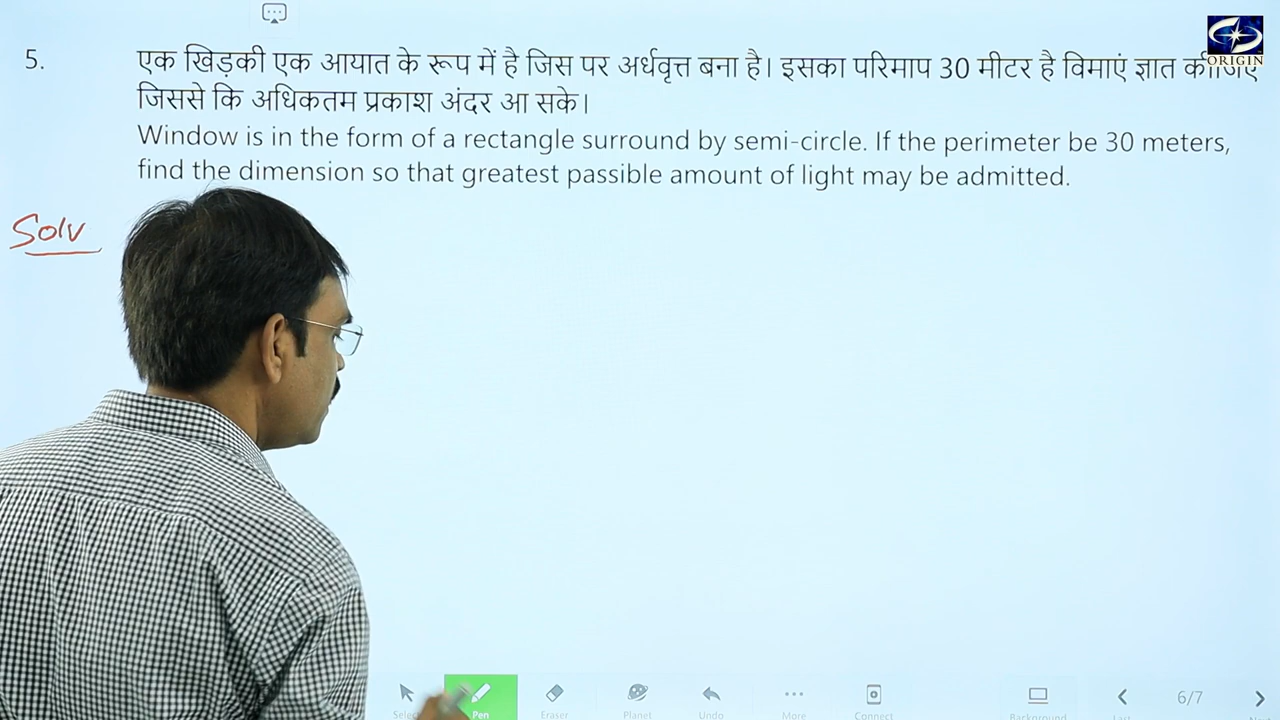 5. एक खिड़की एक आयात के रूप में है जिस पर अर्धवृत्त बना है। इसका परिमाप 30 मीटर है विमाएं ज्ञात कीजिए
ORIGIN
जिससे कि अधिकतम प्रकाश अंदर आ सके।
Window is in the form of a rectangle surround by semi-circle. If the perimeter be 30 meters,
find the dimension so that greatest passible amount of light may be admitted.
Solv
Pen Eraser Planet Undo More Connect Background 6/7